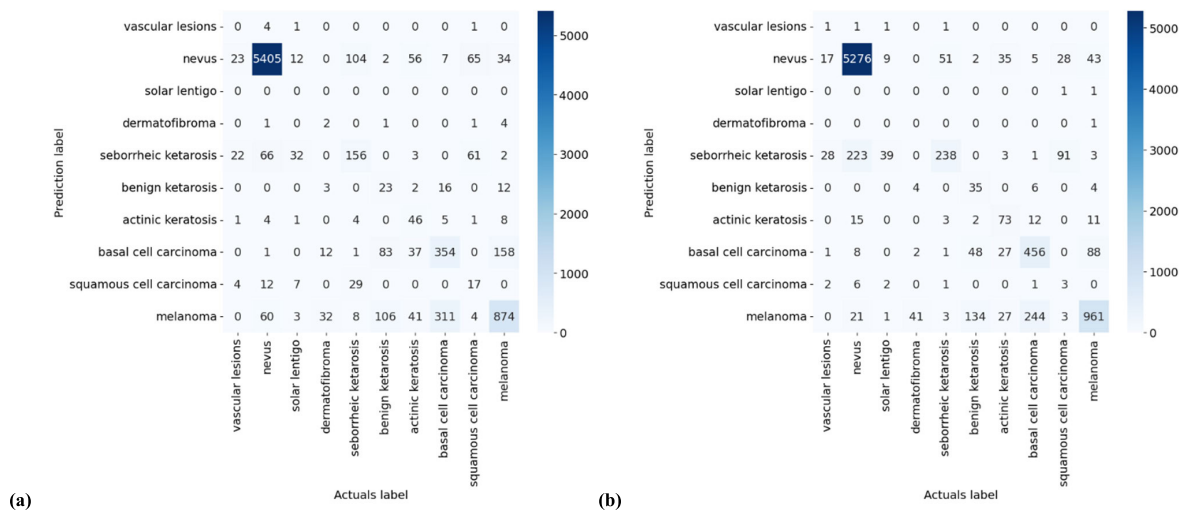 vascular lesions 0 4 1 0 0 0 0 0 1 0
nevus 23 5405 12 0 104 2 56 7 65 34
solar lentigo 0 0 0 0 0 0 0 0 0 0
dermatofibroma 0 1 0 2 0 1 0 0 1 4
seborrheic ketarosis 22 66 32 0 156 0 3 0 61 2
benign ketarosis 0 0 0 3 0 23 2 16 0 12
actinic keratosis 1 4 1 0 4 0 46 5 1 8
basal cell carcinoma 0 1 0 12 1 83 37 354 0 158
squamous cell carcinoma 4 12 7 0 29 0 0 0 17 0
melanoma 0 60 3 32 8 106 41 311 4 874
Prediction label
vascular lesions
nevus
solar lentigo
dermatofibroma
seborrheic ketarosis
benign ketarosis
actinic keratosis
basal cell carcinoma
squamous cell carcinoma
melanoma
Actuals label
5000
4000
3000
2000
1000
0
(a)
vascular lesions 1 1 1 0 1 0 0 0 0 0
nevus 17 5276 9 0 51 2 35 5 28 43
solar lentigo 0 0 0 0 0 0 0 0 1 1
dermatofibroma 0 0 0 0 0 0 0 0 0 1
seborrheic ketarosis 28 223 39 0 238 0 3 1 91 3
benign ketarosis 0 0 0 4 0 35 0 6 0 4
actinic keratosis 0 15 0 0 3 2 73 12 0 11
basal cell carcinoma 1 8 0 2 1 48 27 456 0 88
squamous cell carcinoma 2 6 2 0 1 0 0 1 3 0
melanoma 0 21 1 41 3 134 27 244 3 961
Prediction label
vascular lesions
nevus
solar lentigo
dermatofibroma
seborrheic ketarosis
benign ketarosis
actinic keratosis
basal cell carcinoma
squamous cell carcinoma
melanoma
Actuals label
5000
4000
3000
2000
1000
0
(b)